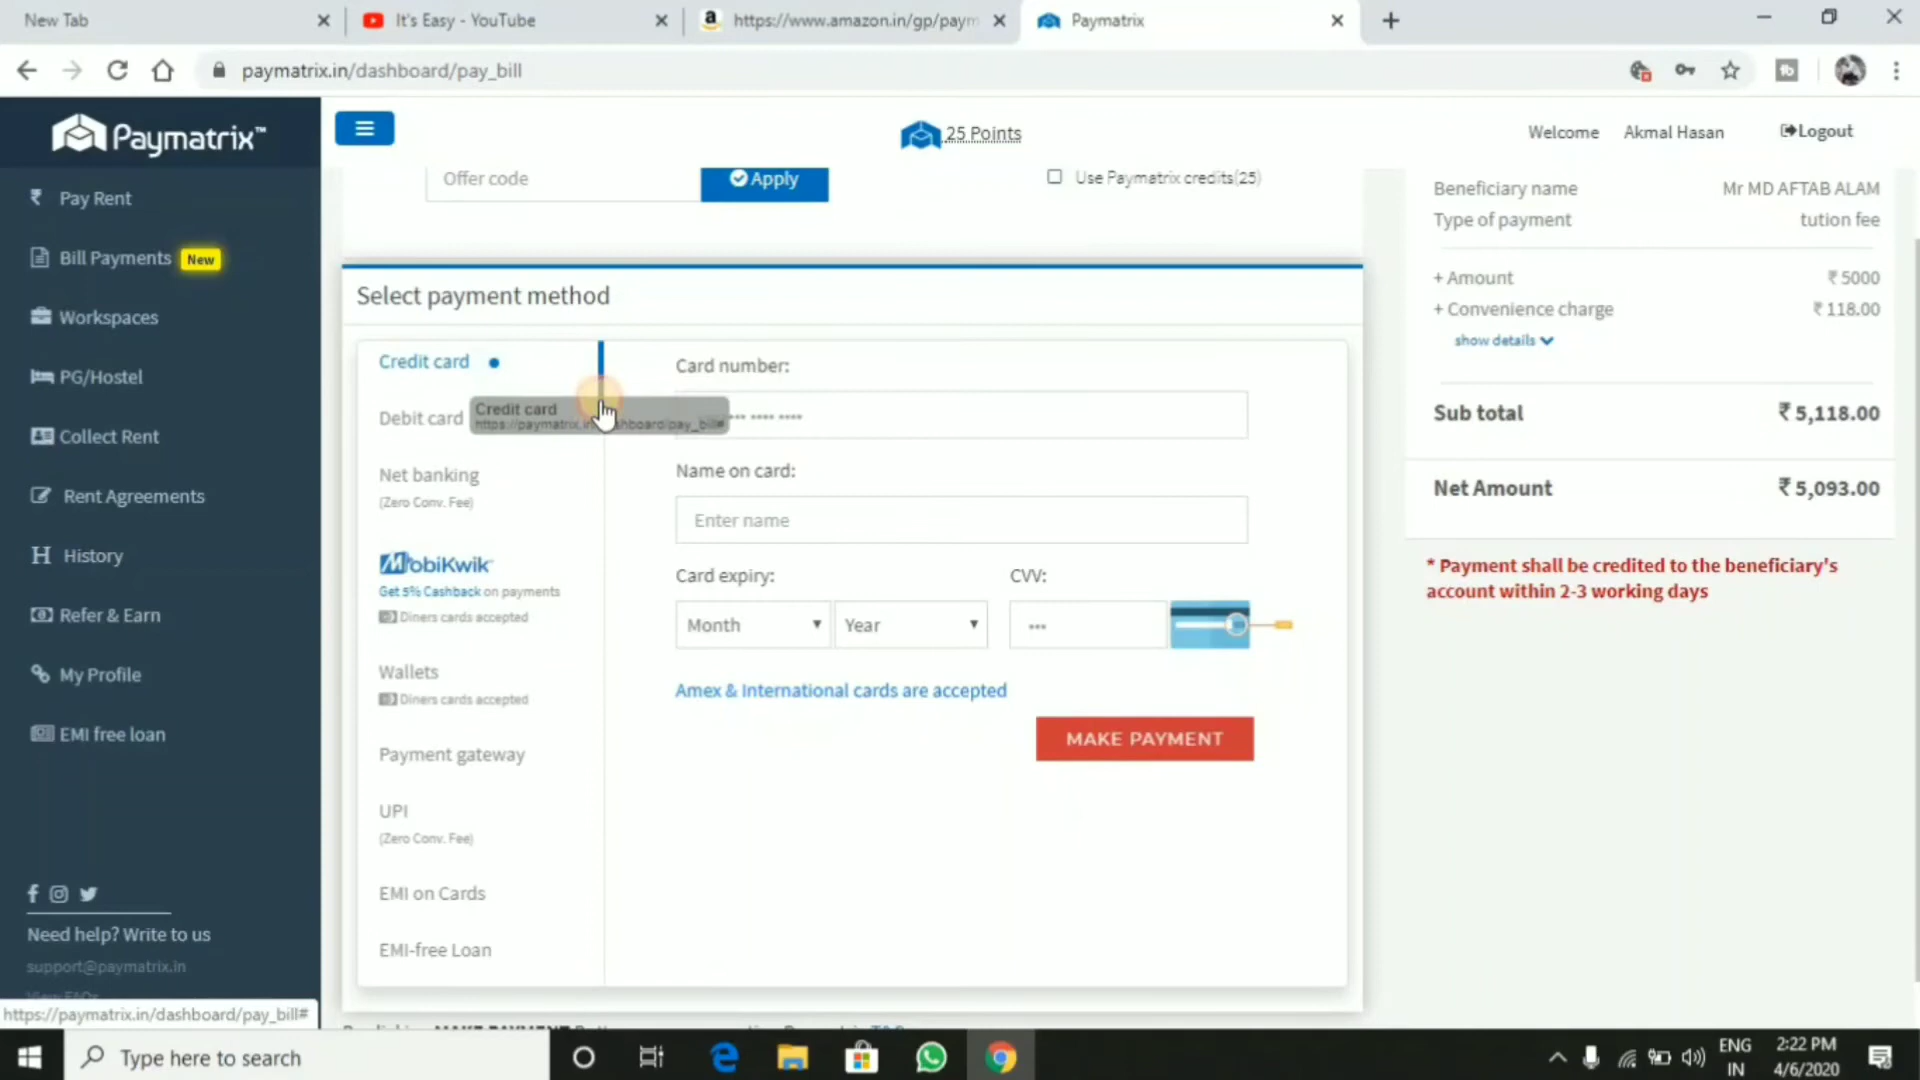 New Tab
It's Easy - YouTube
https://www.amazon.in/gp/paym
Paymatrix
paymatrix.in/dashboard/pay_bill
Paymatrix™
25 Points
Welcome Akmal Hasan
Logout
Pay Rent
Bill Payments New
Workspaces
PG/Hostel
Collect Rent
Rent Agreements
History
Refer & Earn
My Profile
EMI free loan
Need help? Write to us
support@paymatrix.in
View FAQs
https://paymatrix.in/dashboard/pay_bill#
Offer code
Apply
Use Paymatrix credits(25)
Select payment method
Credit card
Debit card
Credit card
Net banking
(Zero Conv. Fee)
MobiKwik
Get 5% Cashback on payments
Diners cards accepted
Wallets
Diners cards accepted
Payment gateway
UPI
(Zero Conv. Fee)
EMI on Cards
EMI-free Loan
Card number:
Name on card:
Enter name
Card expiry:
CVV:
Month
Year
Amex & International cards are accepted
MAKE PAYMENT
Beneficiary name Mr MD AFTAB ALAM
Type of payment tution fee
+ Amount ₹ 5000
+ Convenience charge ₹ 118.00
show details
Sub total ₹ 5,118.00
Net Amount ₹ 5,093.00
* Payment shall be credited to the beneficiary's
account within 2-3 working days
Type here to search
ENG
IN
2:22 PM
4/6/2020